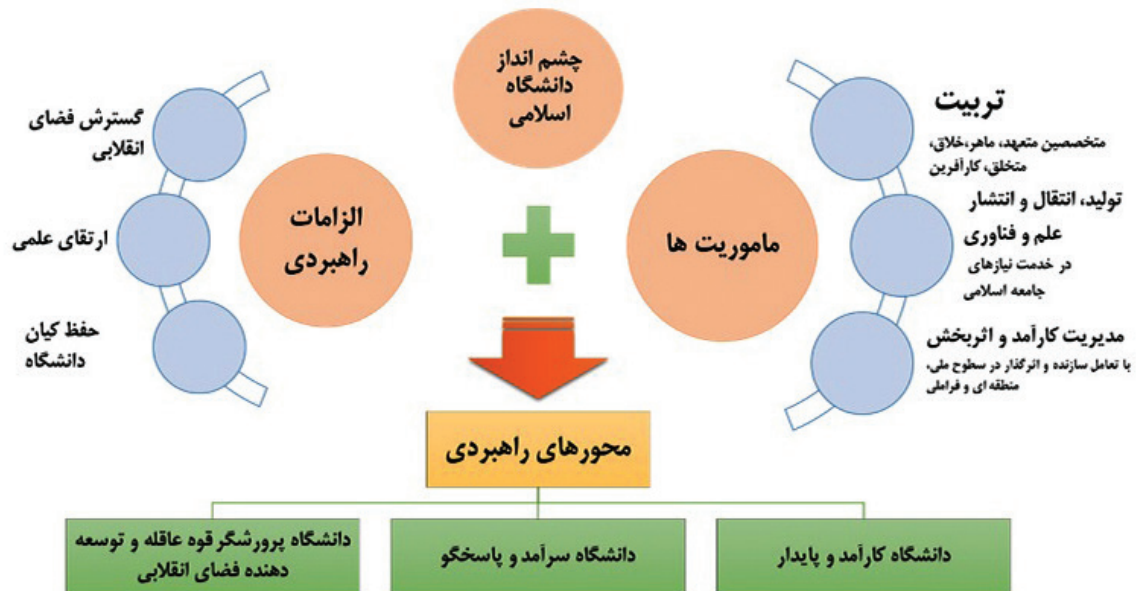 چشم انداز
دانشگاه
اسلامی
تربیت
متخصصین متعهد، ماهر،خلاق،
متخلق، کارآفرین
تولید، انتقال و انتشار
علم و فناوری
در خدمت نیازهای
جامعه اسلامی
مدیریت کارآمد و اثربخش
با تعامل سازنده و اثرگذار در سطوح ملی،
منطقه ای و فراملی
ماموریت ها
الزامات
راهبردی
گسترش فضای
انقلابی
ارتقای علمی
حفظ کیان
دانشگاه
محورهای راهبردی
دانشگاه کارآمد و پایدار
دانشگاه سرآمد و پاسخگو
دانشگاه پرورشگر قوه عاقله و توسعه
دهنده فضای انقلابی